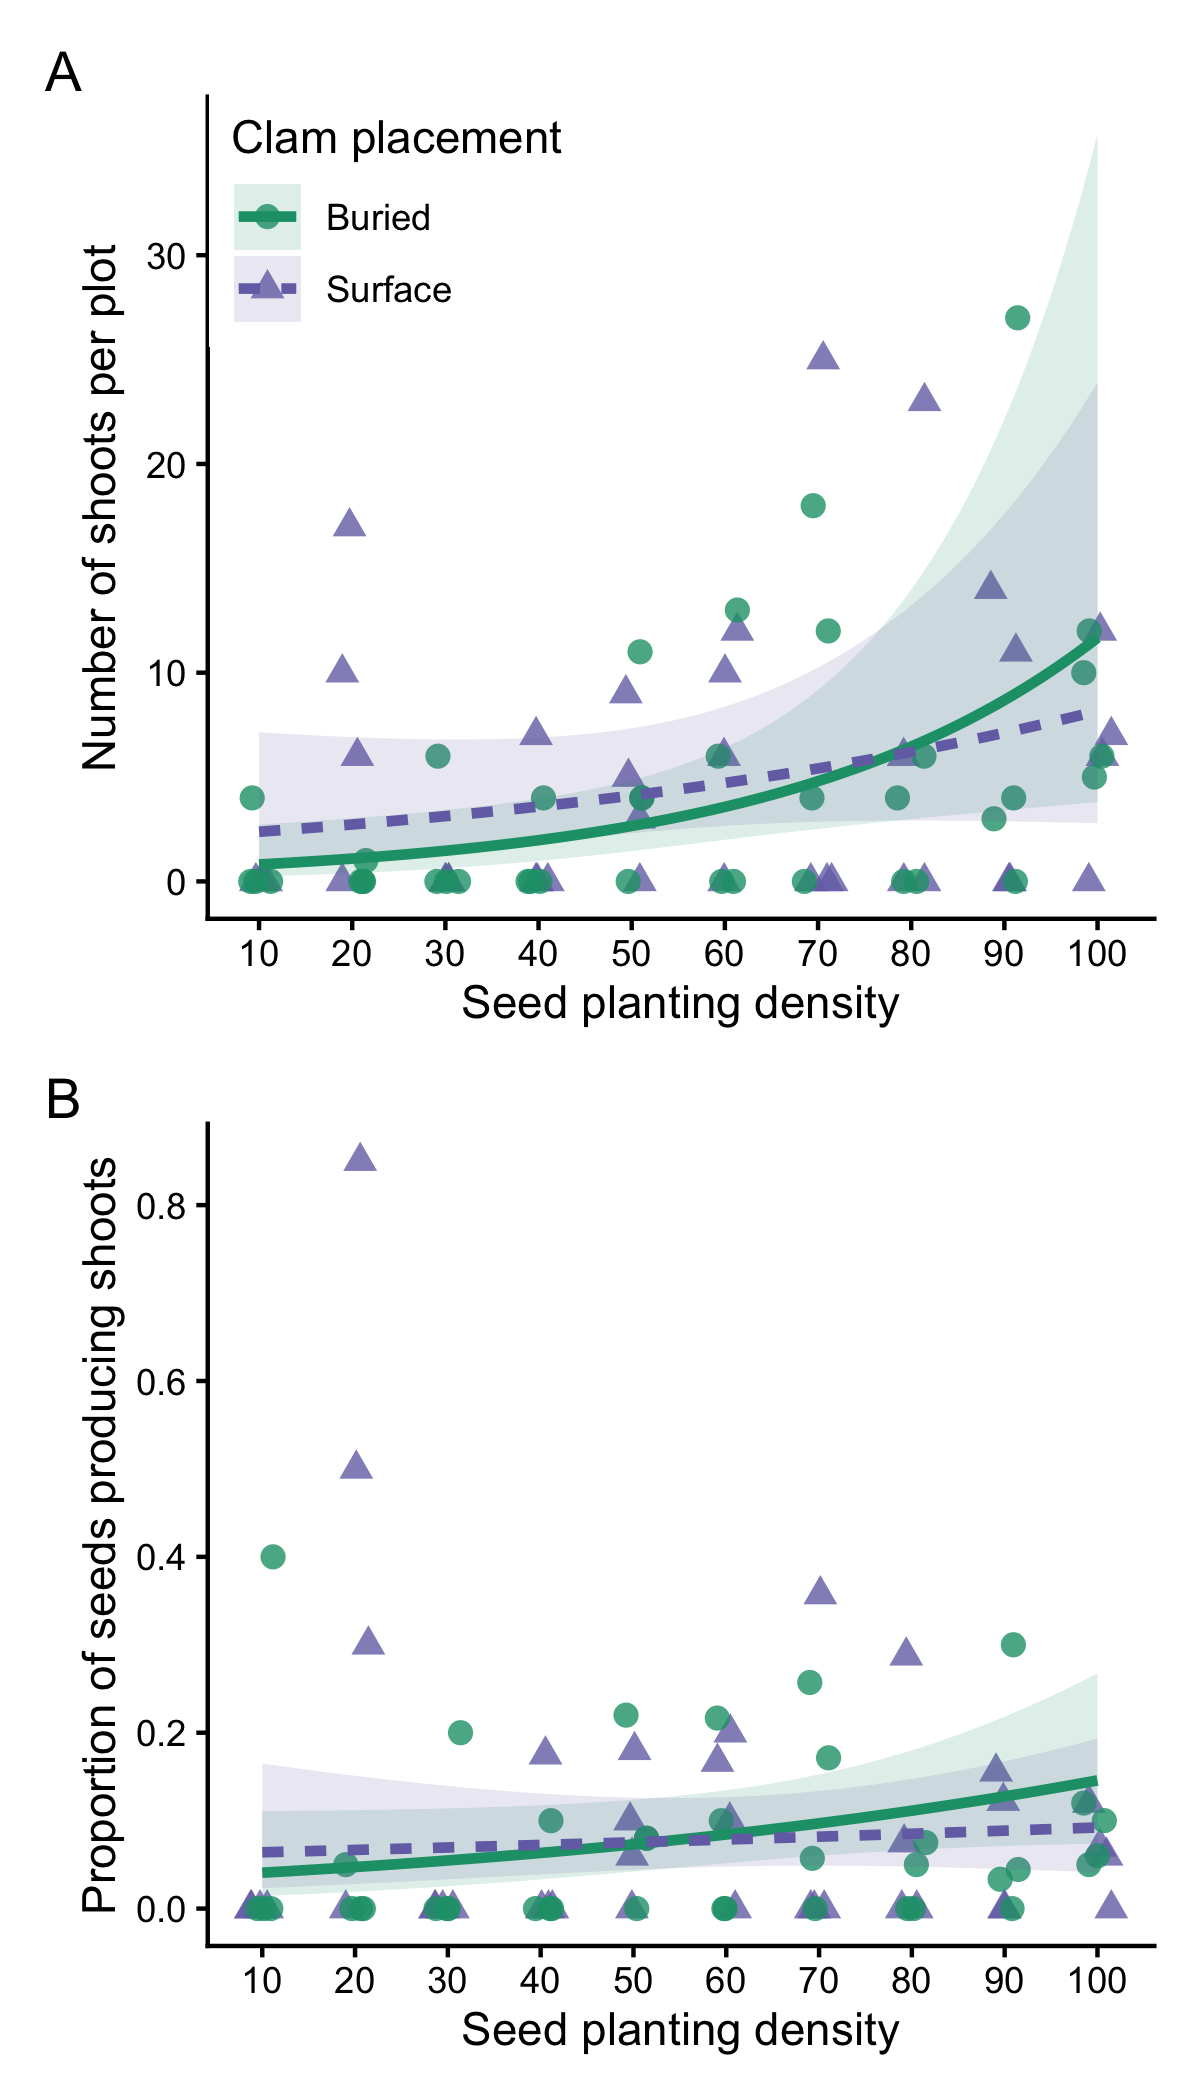 A
Clam placement
Buried
Surface
Number of shoots per plot
30
20
10
0
10 20 30 40 50 60 70 80 90 100
Seed planting density
B
Proportion of seeds producing shoots
0.8
0.6
0.4
0.2
0.0
10 20 30 40 50 60 70 80 90 100
Seed planting density